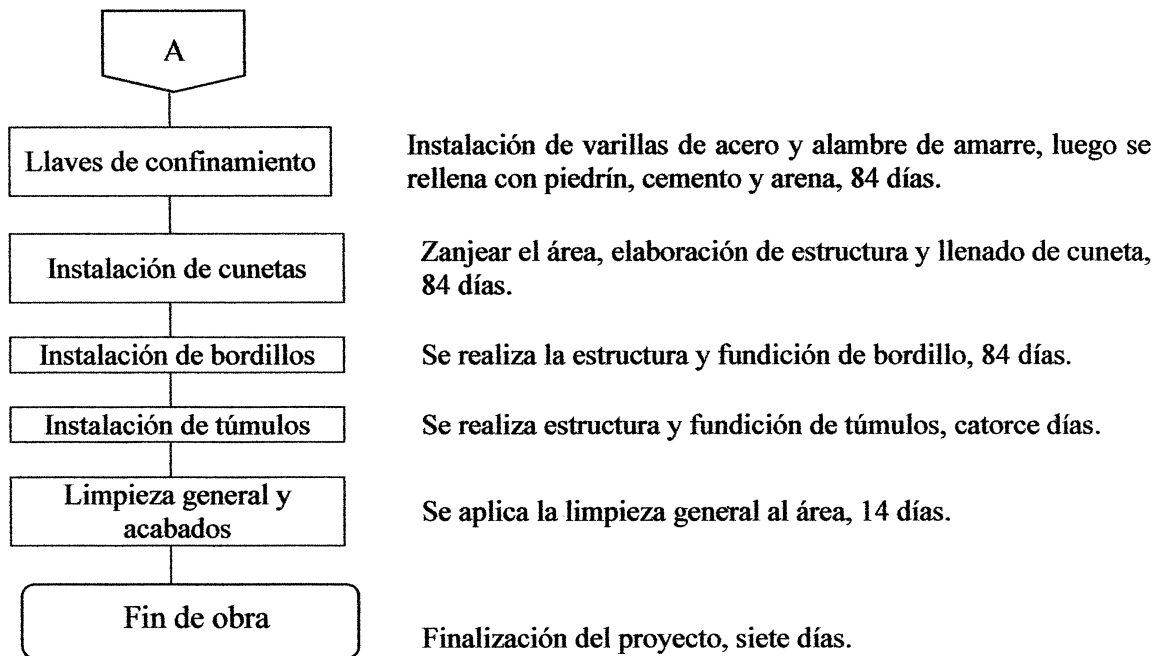 A
Llaves de confinamiento
Instalación de varillas de acero y alambre de amarre, luego se
rellena con piedrín, cemento y arena, 84 días.
Instalación de cunetas
Zanjear el área, elaboración de estructura y llenado de cuneta,
84 días.
Instalación de bordillos
Se realiza la estructura y fundición de bordillo, 84 días.
Instalación de túmulos
Se realiza estructura y fundición de túmulos, catorce días.
Limpieza general y
acabados
Se aplica la limpieza general al área, 14 días.
Fin de obra
Finalización del proyecto, siete días.